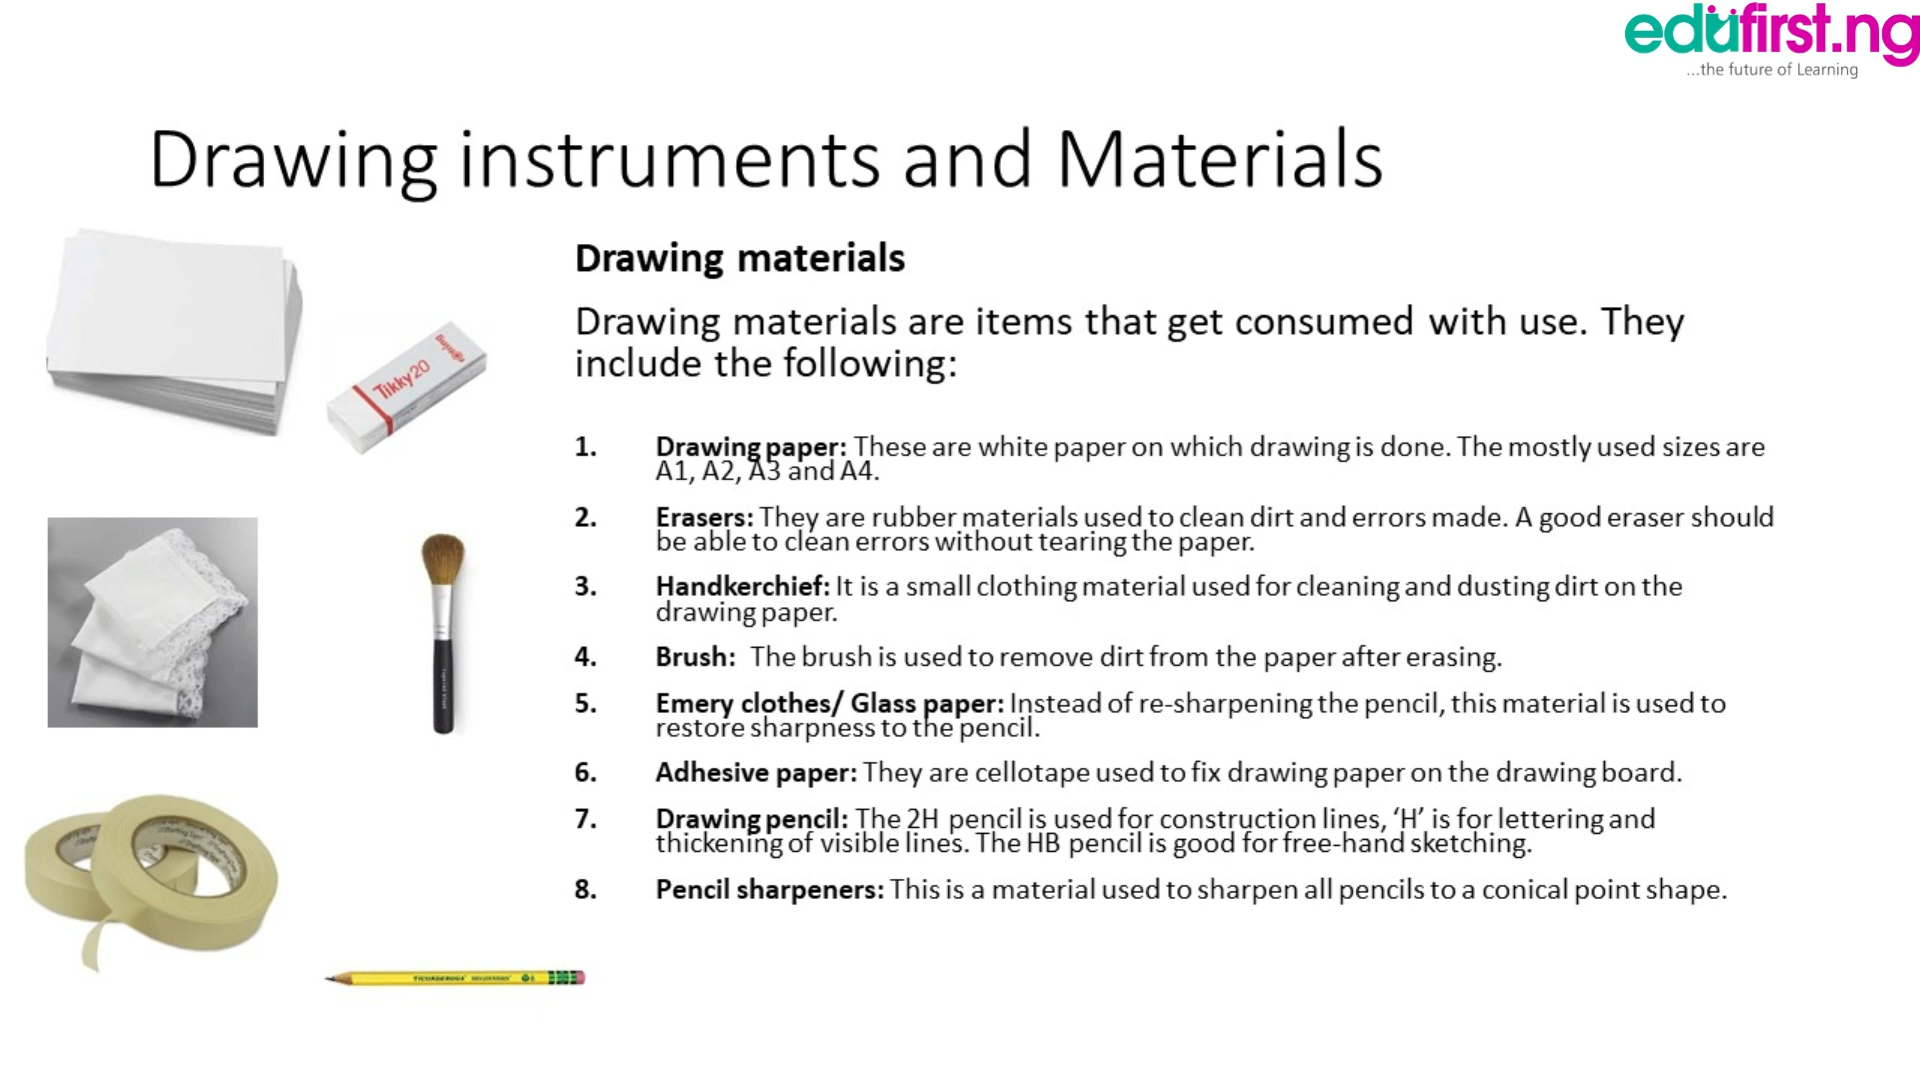 edufirst.ng
...the future of Learning
Drawing instruments and Materials
Drawing materials
Drawing materials are items that get consumed with use. They
include the following:
1. Drawing paper: These are white paper on which drawing is done. The mostly used sizes are
A1, A2, A3 and A4.
2. Erasers: They are rubber materials used to clean dirt and errors made. A good eraser should
be able to clean errors without tearing the paper.
3. Handkerchief: It is a small clothing material used for cleaning and dusting dirt on the
drawing paper.
4. Brush: The brush is used to remove dirt from the paper after erasing.
5. Emery clothes/ Glass paper: Instead of re-sharpening the pencil, this material is used to
restore sharpness to the pencil.
6. Adhesive paper: They are cellotape used to fix drawing paper on the drawing board.
7. Drawing pencil: The 2H pencil is used for construction lines, ‘H’ is for lettering and
thickening of visible lines. The HB pencil is good for free-hand sketching.
8. Pencil sharpeners: This is a material used to sharpen all pencils to a conical point shape.
rotring
Tikky 20
TICONDEROGA